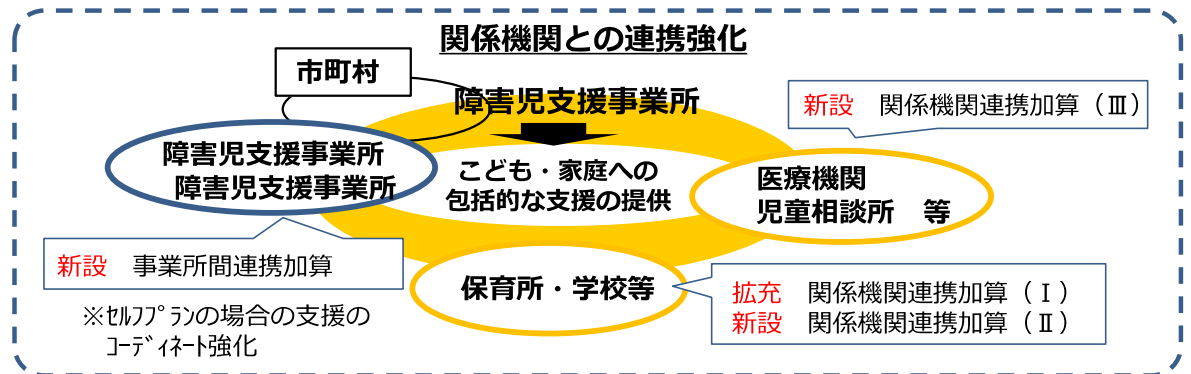 関係機関との連携強化
市町村
障害児支援事業所
新設　関係機関連携加算（Ⅲ）
障害児支援事業所
障害児支援事業所
こども・家庭への
包括的な支援の提供
医療機関
児童相談所　等
新設　事業所間連携加算
※ｾﾙﾌﾌﾟﾗﾝの場合の支援の
ｺｰﾃﾞｨﾈｰﾄ強化
保育所・学校等
拡充　関係機関連携加算（Ⅰ）
新設　関係機関連携加算（Ⅱ）